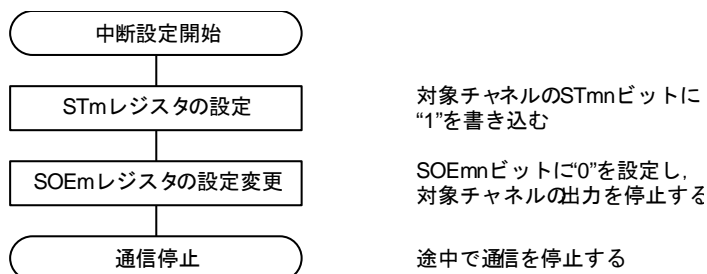 中断設定開始
STmレジスタの設定
対象チャネルのSTmnビットに
“1”を書き込む
SOEmレジスタの設定変更
SOEmnビットに“0”を設定し,
対象チャネルの出力を停止する
通信停止
途中で通信を停止する